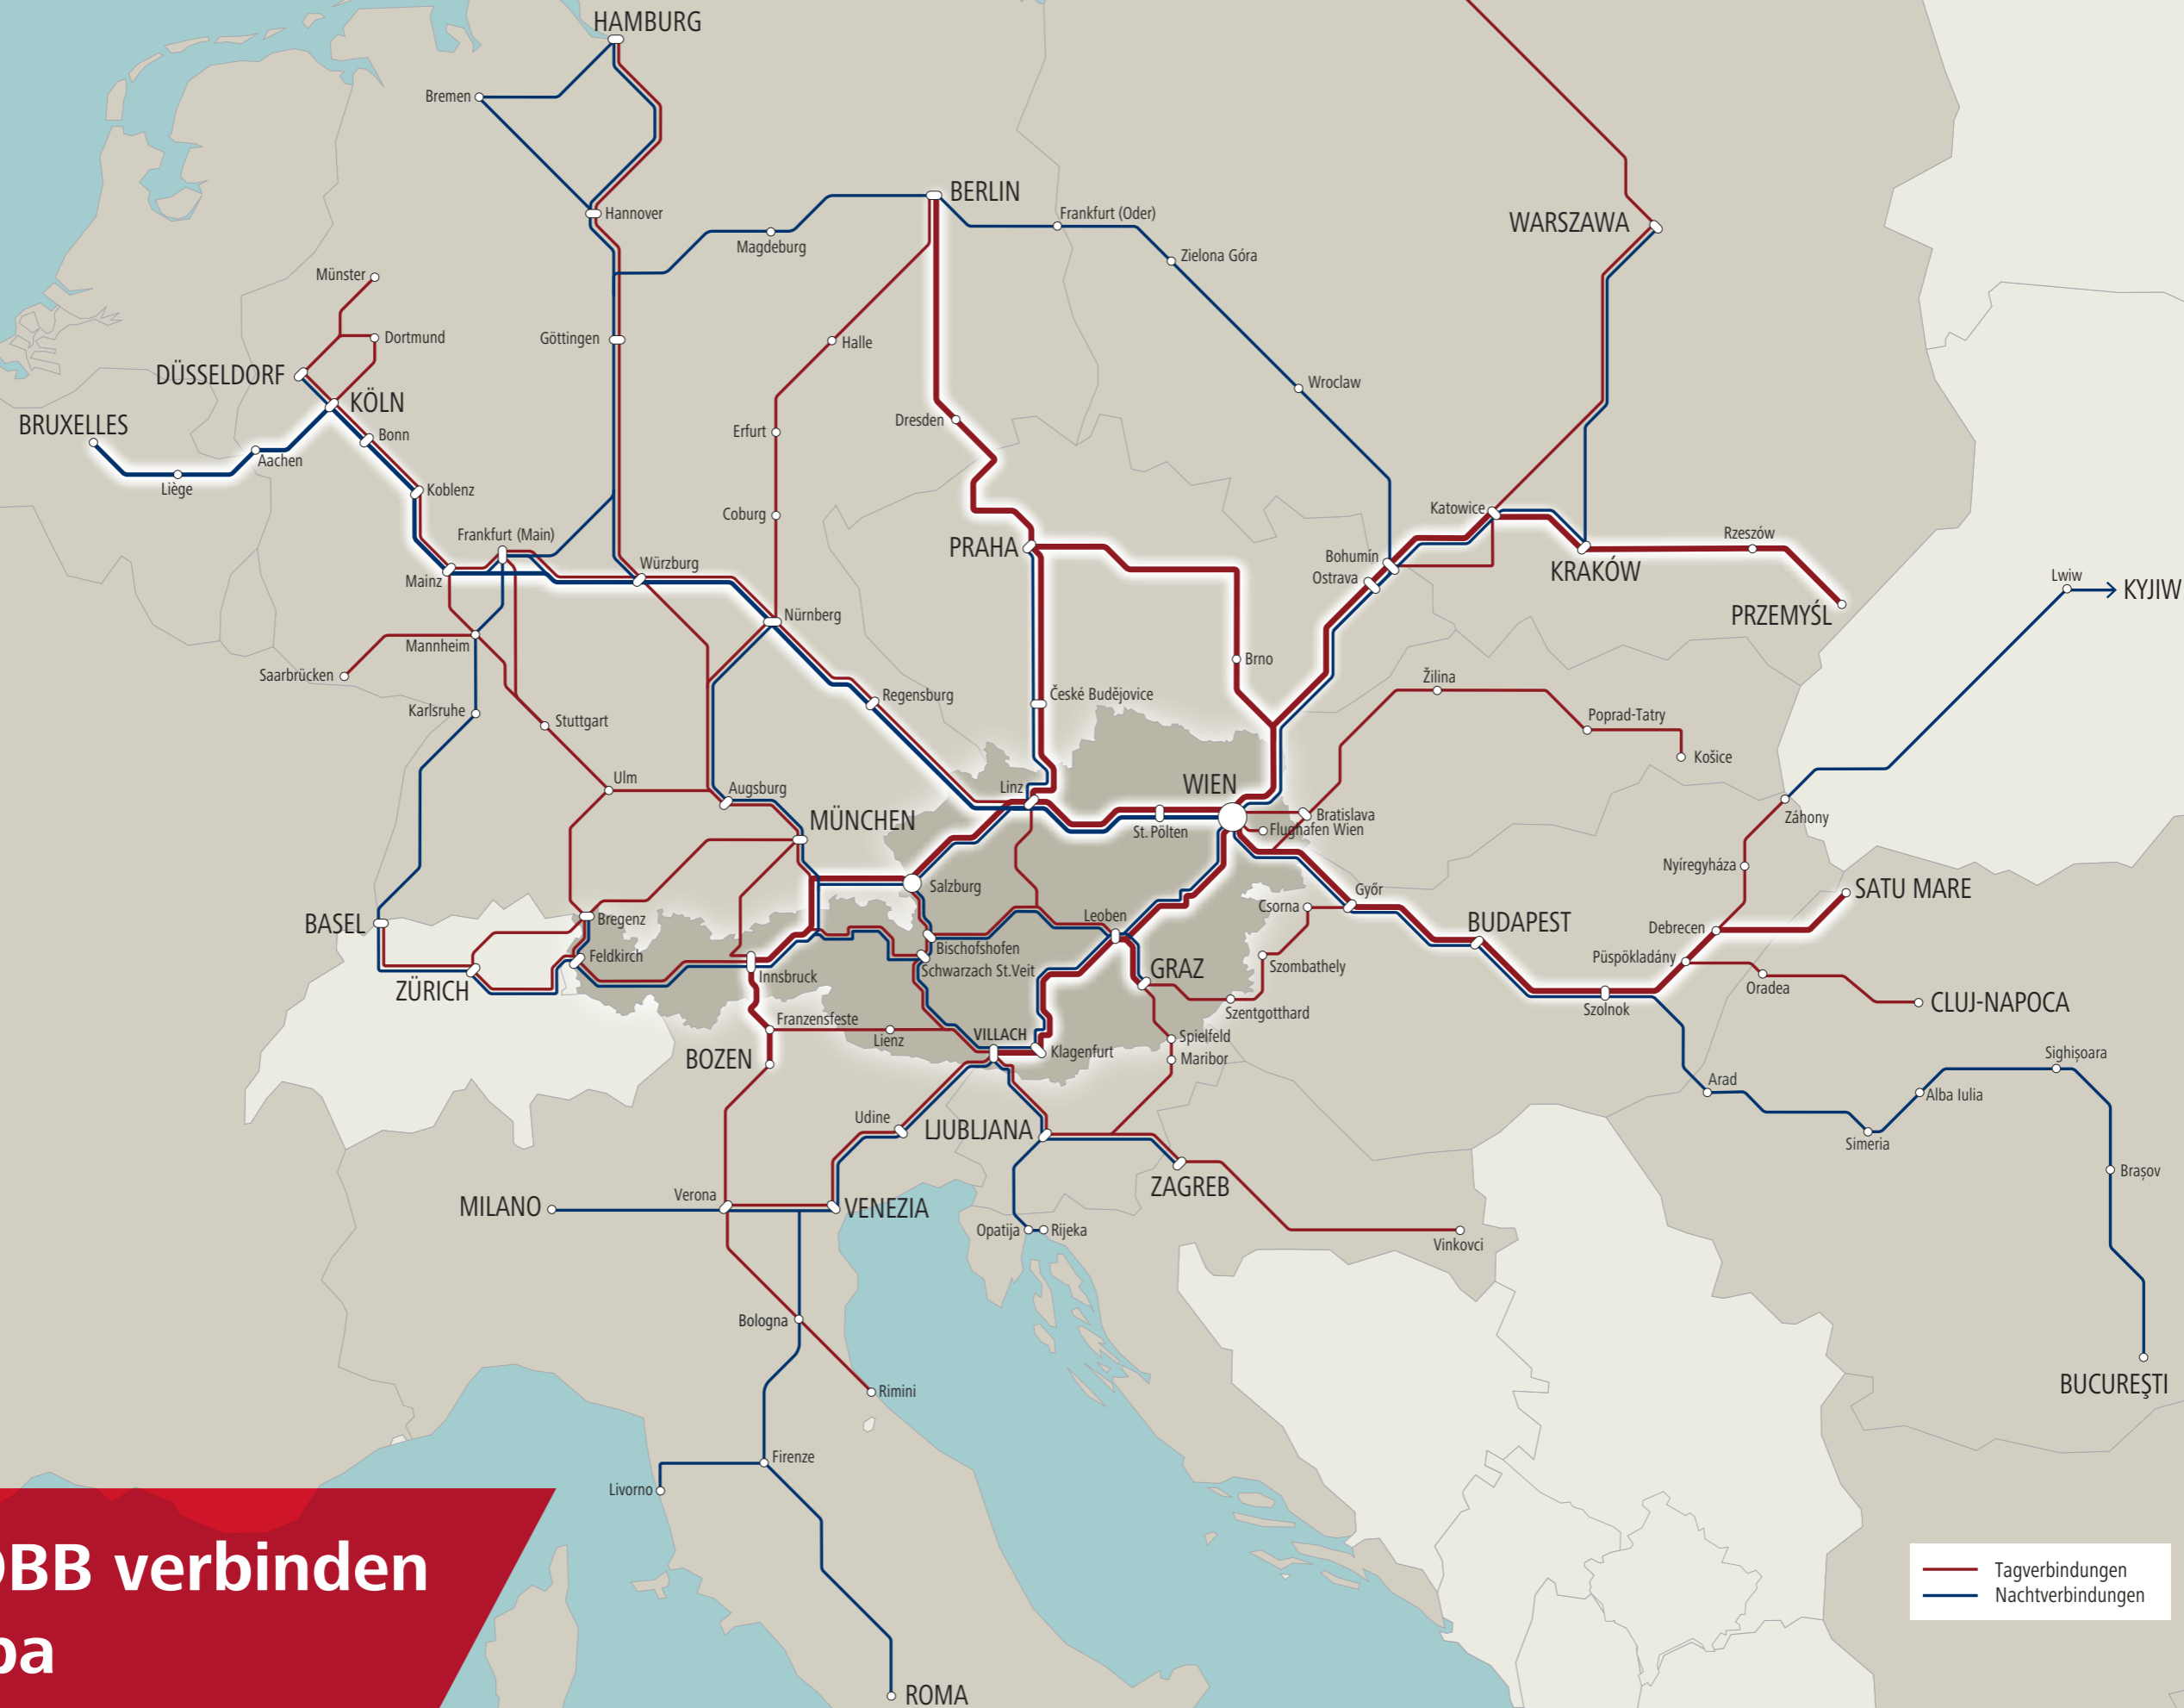 HAMBURG
Bremen
Hannover
BERLIN
Frankfurt (Oder)
WARSZAWA
Magdeburg
Zielona Góra
Münster
Dortmund
Göttingen
Halle
DÜSSELDORF
KÖLN
Wroclaw
BRUXELLES
Bonn
Aachen
Liège
Erfurt
Dresden
Koblenz
Coburg
Katowice
Frankfurt (Main)
PRAHA
Rzeszów
Mainz
Würzburg
Bohumín
Ostrava
KRAKÓW
Lwiw
KYJIW
PRZEMYŚL
Nürnberg
Mannheim
Saarbrücken
Brno
Žilina
Karlsruhe
Regensburg
České Budějovice
Stuttgart
Poprad-Tatry
Košice
Ulm
Augsburg
Linz
WIEN
MÜNCHEN
St. Pölten
Bratislava
Flughafen Wien
Záhony
Nyíregyháza
Salzburg
Győr
SATU MARE
BASEL
Bregenz
Leoben
Csorna
BUDAPEST
Debrecen
Feldkirch
Bischofshofen
Schwarzach St.Veit
Püspökladány
ZÜRICH
Innsbruck
GRAZ
Szombathely
Oradea
Szentgotthard
Szolnok
CLUJ-NAPOCA
Franzensfeste
Lienz
VILLACH
Klagenfurt
Spielfeld
Maribor
BOZEN
Sighișoara
Arad
Alba Iulia
Udine
LJUBLJANA
Simeria
Brașov
ZAGREB
MILANO
Verona
VENEZIA
Opatija
Rijeka
Vinkovci
Bologna
Rimini
BUCUREŞTI
Firenze
Livorno
ROMA
ÖBB verbinden
pa
Tagverbindungen
Nachtverbindungen